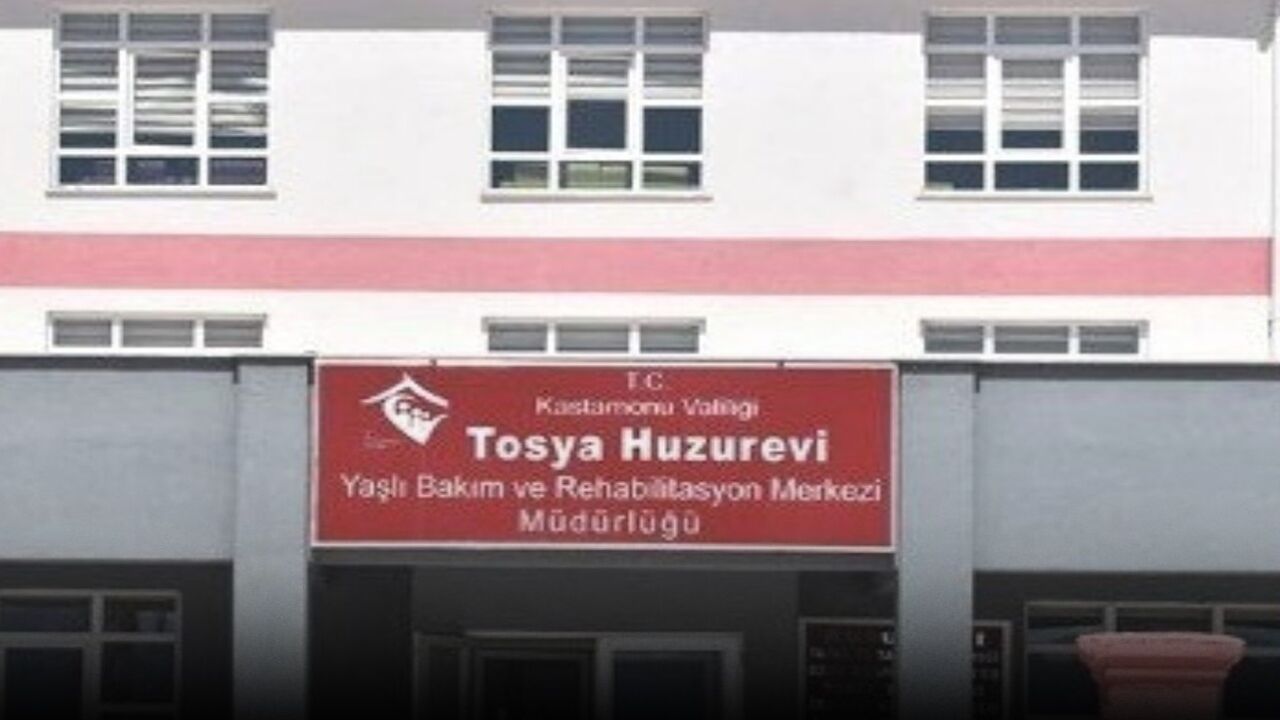 T.C.
Kastamonu Valiliği
Tosya Huzurevi
Yaşlı Bakım ve Rehabilitasyon Merkezi
Müdürlüğü